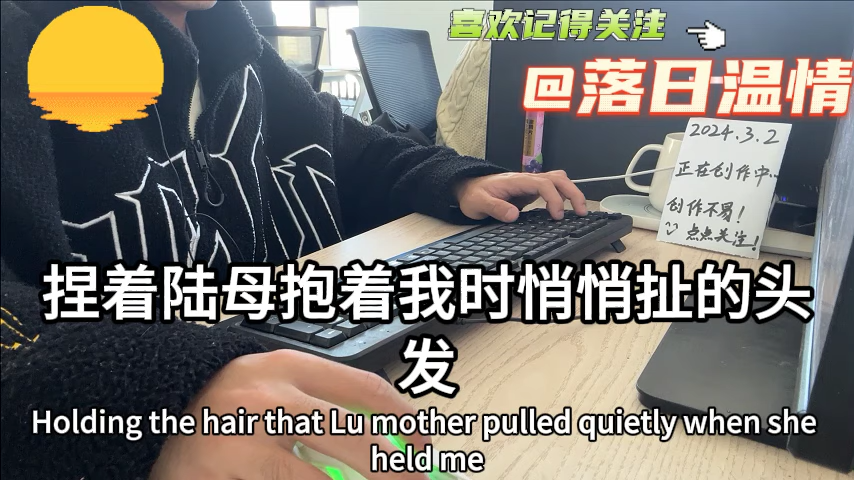 喜欢记得关注
@落日温情
2024.3.2
正在创作中...
创作不易!
点点关注!
捏着陆母抱着我时悄悄扯的头
发
Holding the hair that Lu mother pulled quietly when she
held me